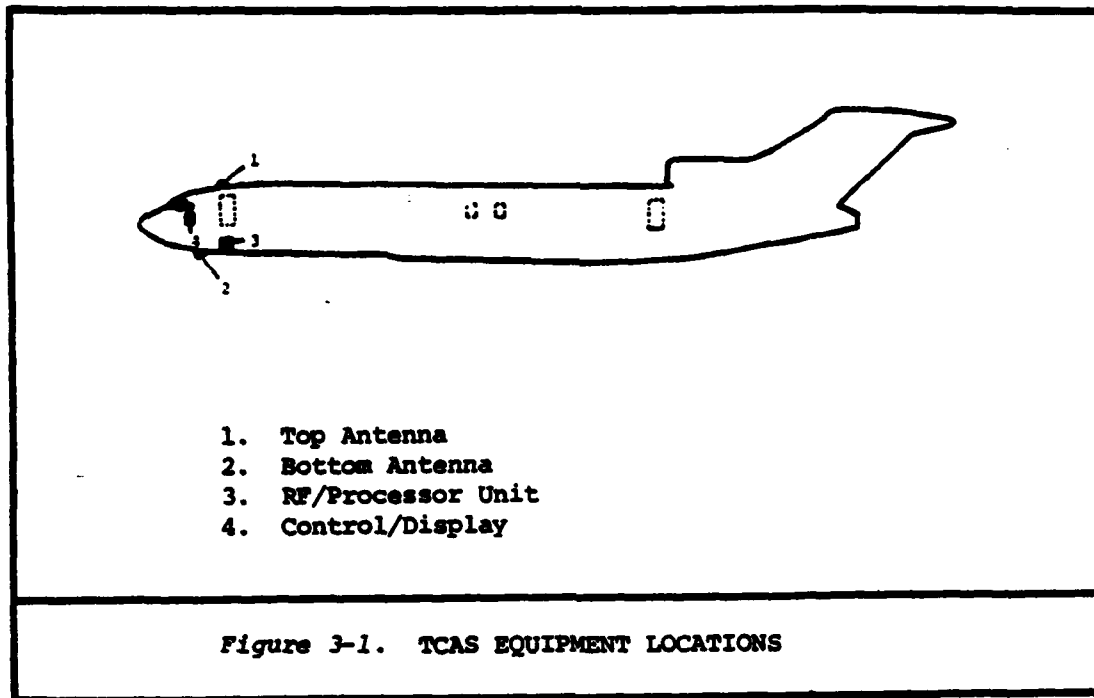 1
3
2
1. Top Antenna
2. Bottom Antenna
3. RF/Processor Unit
4. Control/Display
Figure 3-1. TCAS EQUIPMENT LOCATIONS